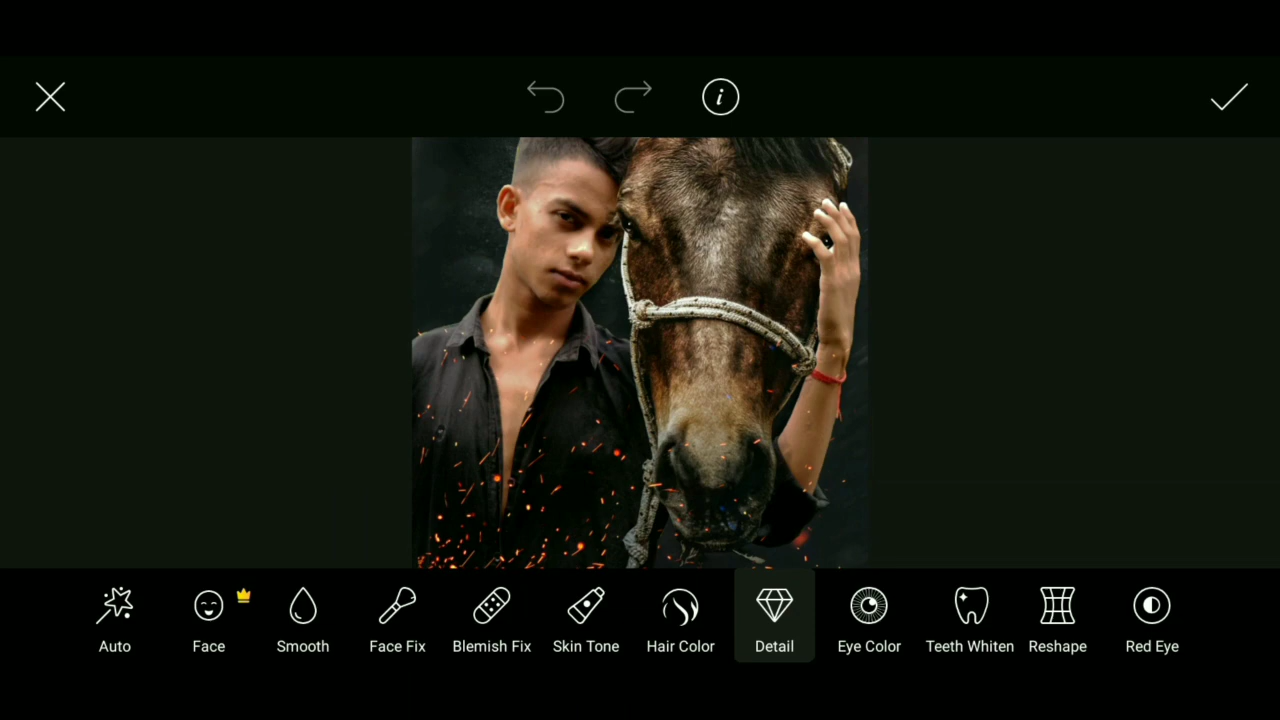 Auto
Face
Smooth
Face Fix
Blemish Fix
Skin Tone
Hair Color
Detail
Eye Color
Teeth Whiten
Reshape
Red Eye